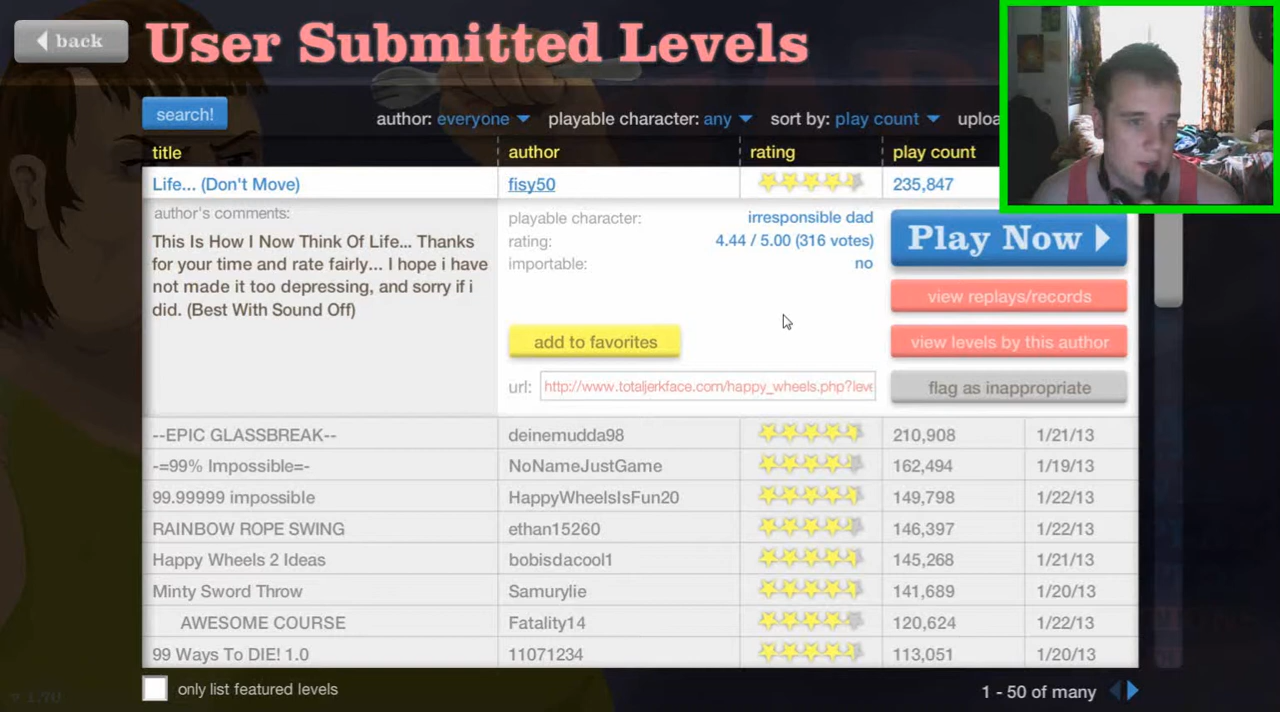 back
User Submitted Levels
search!
author: everyone playable character: any sort by: play count
title author rating play count
Life... (Don't Move) fisy50 235,847
author's comments:
This Is How I Now Think Of Life... Thanks
for your time and rate fairly... I hope i have
not made it too depressing, and sorry if i
did. (Best With Sound Off)
playable character: irresponsible dad
rating: 4.44 / 5.00 (316 votes)
importable: no
add to favorites
url: http://www.totaljerkface.com/happy_wheels.php?leve
Play Now
view replays/records
view levels by this author
flag as inappropriate
--EPIC GLASSBREAK-- deinemudda98 210,908 1/21/13
-=99% Impossible=- NoNameJustGame 162,494 1/19/13
99.99999 impossible HappyWheelsIsFun20 149,798 1/22/13
RAINBOW ROPE SWING ethan15260 146,397 1/22/13
Happy Wheels 2 Ideas bobisdacool1 145,268 1/21/13
Minty Sword Throw Samurylie 141,689 1/20/13
AWESOME COURSE Fatality14 120,624 1/22/13
99 Ways To DIE! 1.0 11071234 113,051 1/20/13
only list featured levels
1 - 50 of many
v 1.70